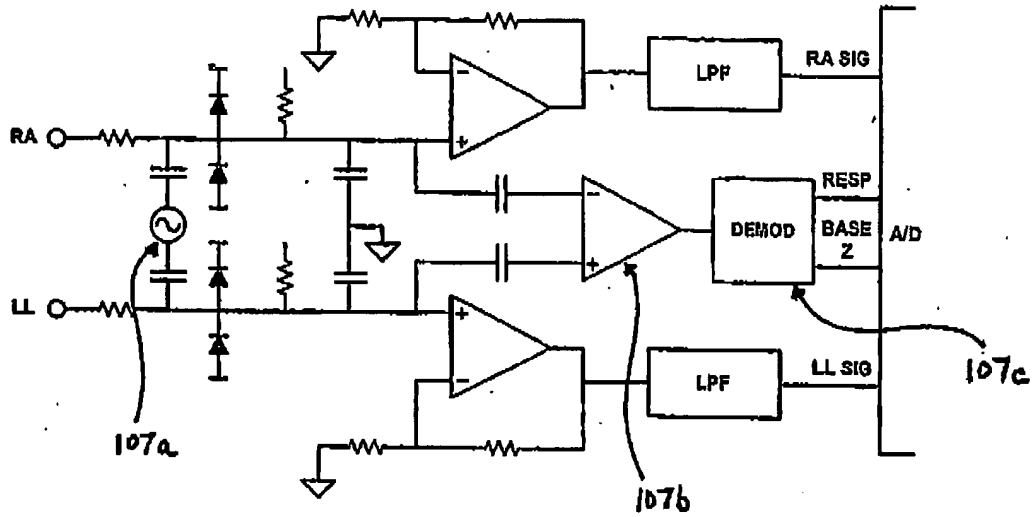 LPF
RA SIG
RA
-
+
RESP
-
DEMOD
BASE
Z
A/D
+
LL
+
-
LPF
LL SIG
107a
107b
107c